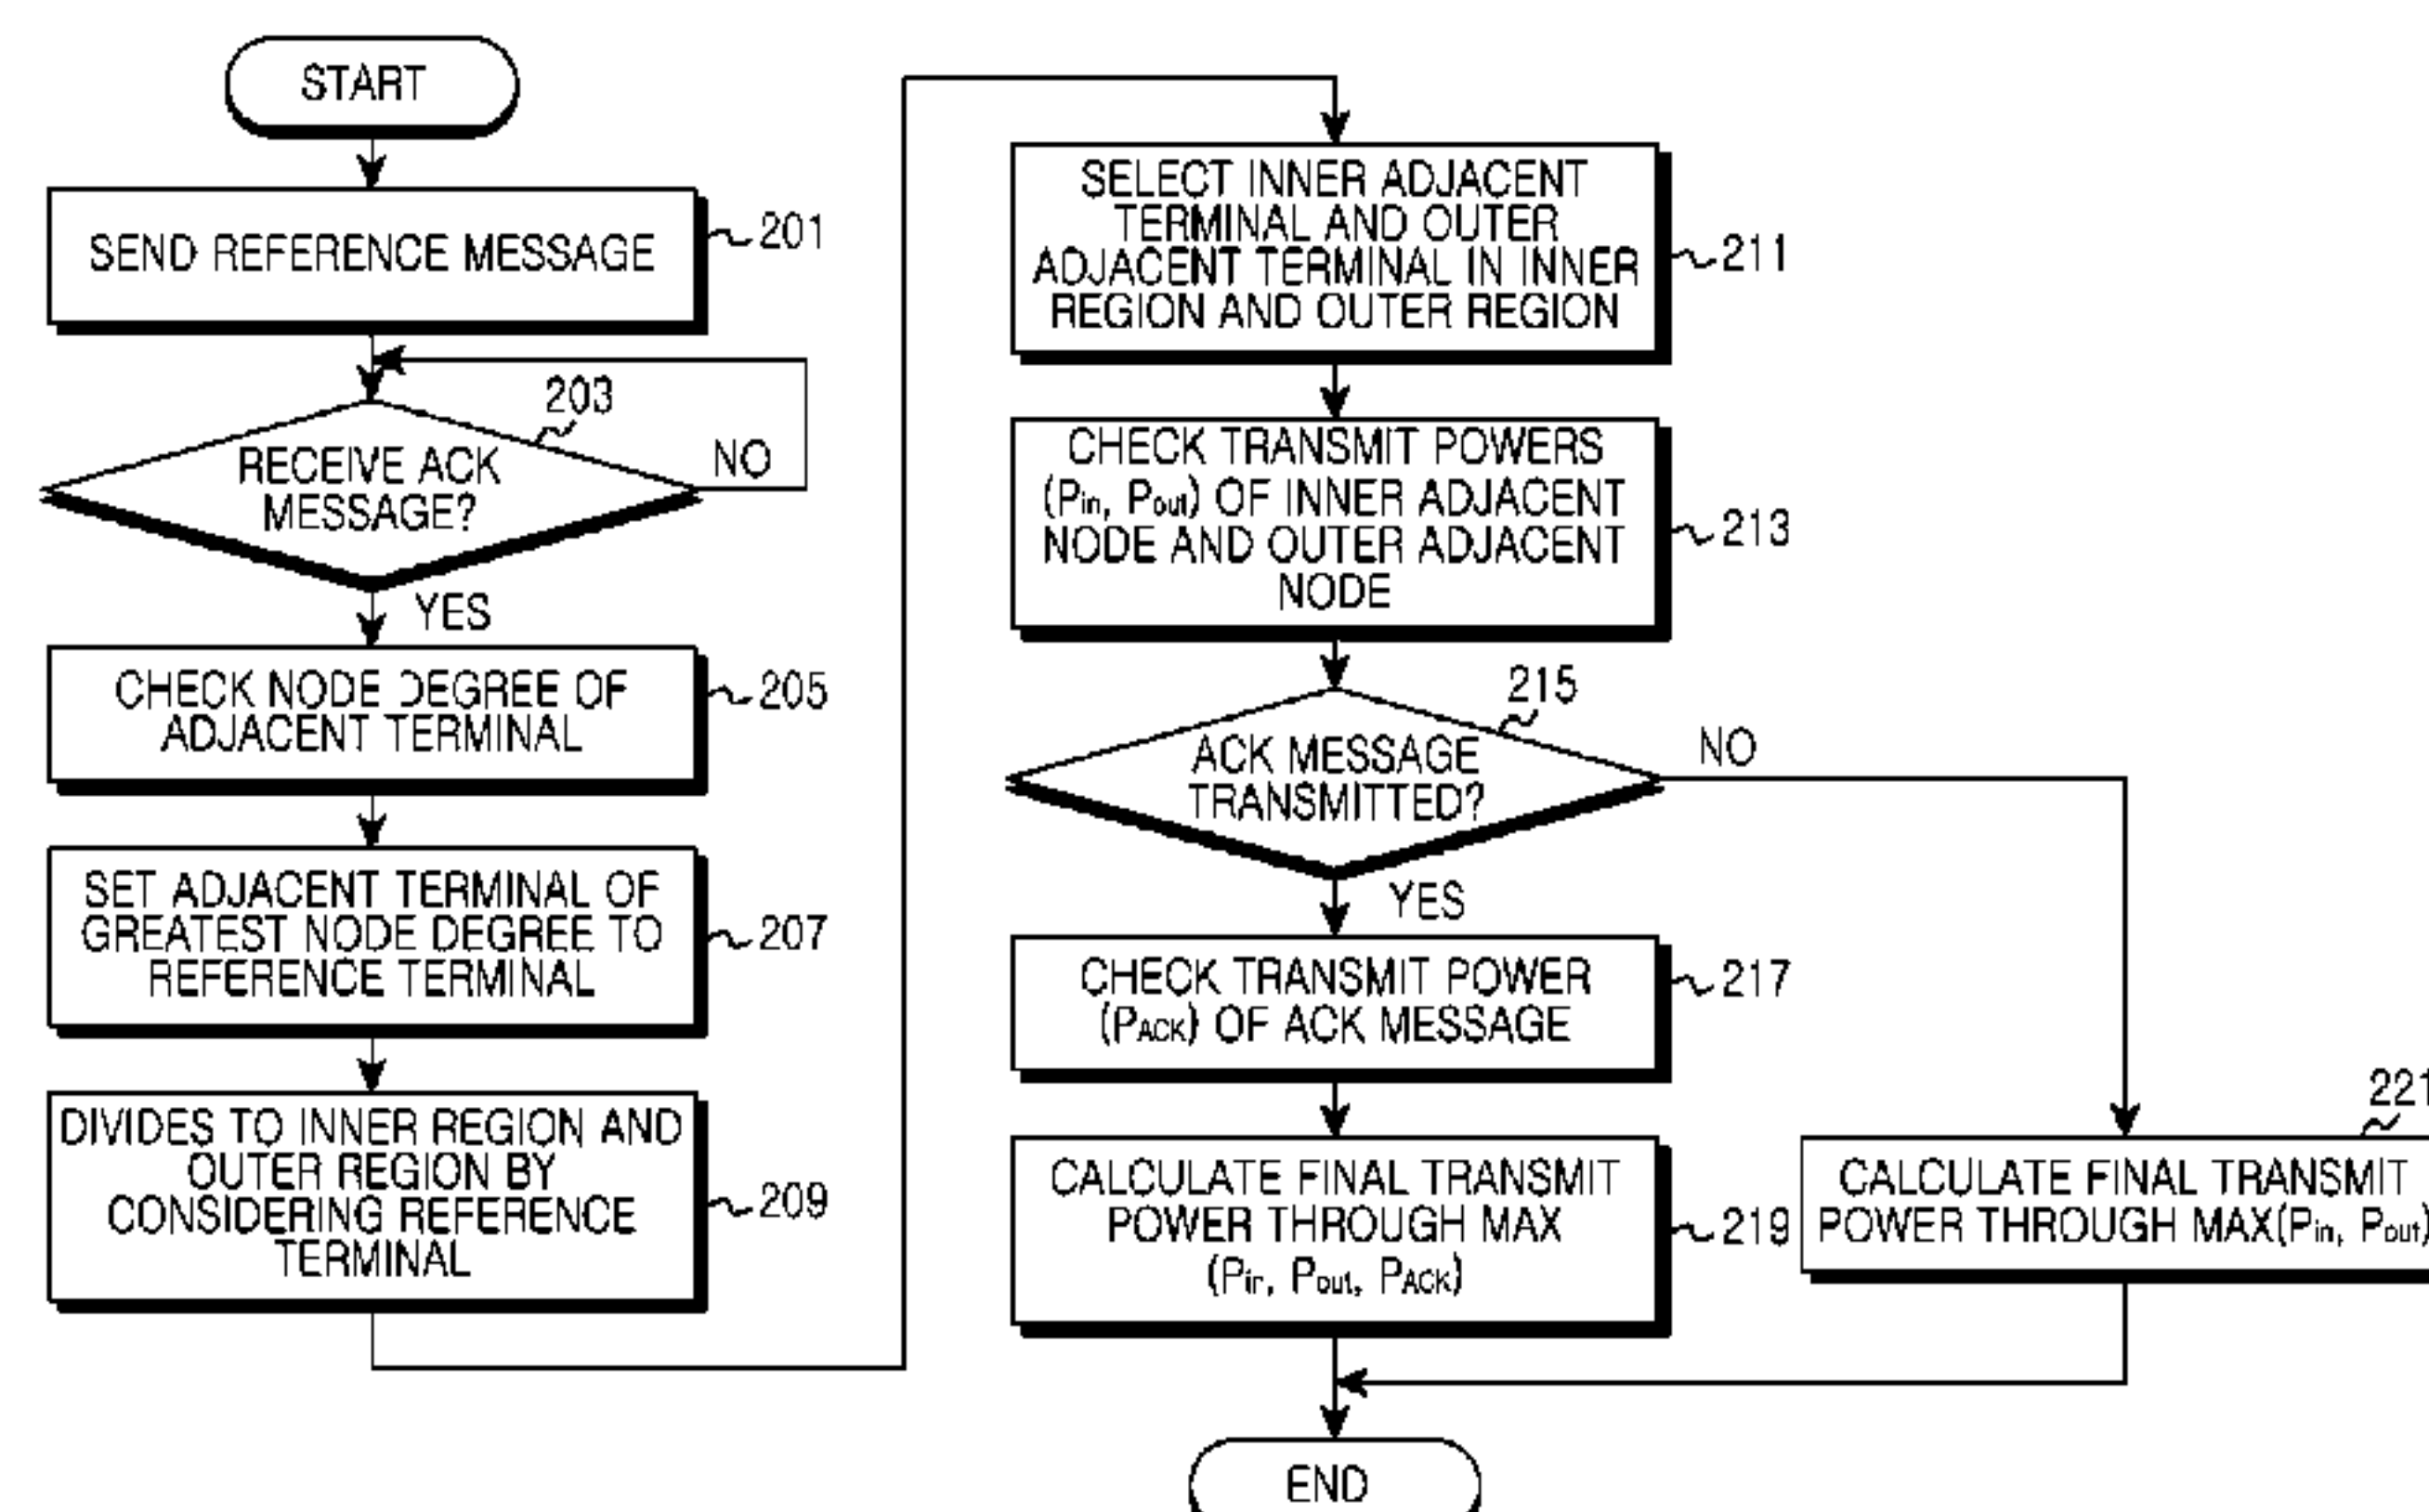 START
SEND REFERENCE MESSAGE
201
203
RECEIVE ACK
MESSAGE?
NO
YES
CHECK NODE DEGREE OF
ADJACENT TERMINAL
205
SET ADJACENT TERMINAL OF
GREATEST NODE DEGREE TO
REFERENCE TERMINAL
207
DIVIDES TO INNER REGION AND
OUTER REGION BY
CONSIDERING REFERENCE
TERMINAL
209
SELECT INNER ADJACENT
TERMINAL AND OUTER
ADJACENT TERMINAL IN INNER
REGION AND OUTER REGION
211
CHECK TRANSMIT POWERS
(Pin, Pout) OF INNER ADJACENT
NODE AND OUTER ADJACENT
NODE
213
215
ACK MESSAGE
TRANSMITTED?
NO
YES
CHECK TRANSMIT POWER
(PACK) OF ACK MESSAGE
217
CALCULATE FINAL TRANSMIT
POWER THROUGH MAX
(Pin, Pout, PACK)
219
221
CALCULATE FINAL TRANSMIT
POWER THROUGH MAX(Pin, Pout)
END